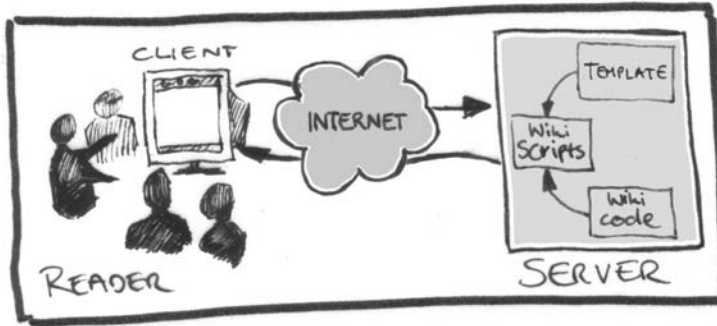 CLIENT
INTERNET
TEMPLATE
Wiki
Scripts
Wiki
code
READER
SERVER